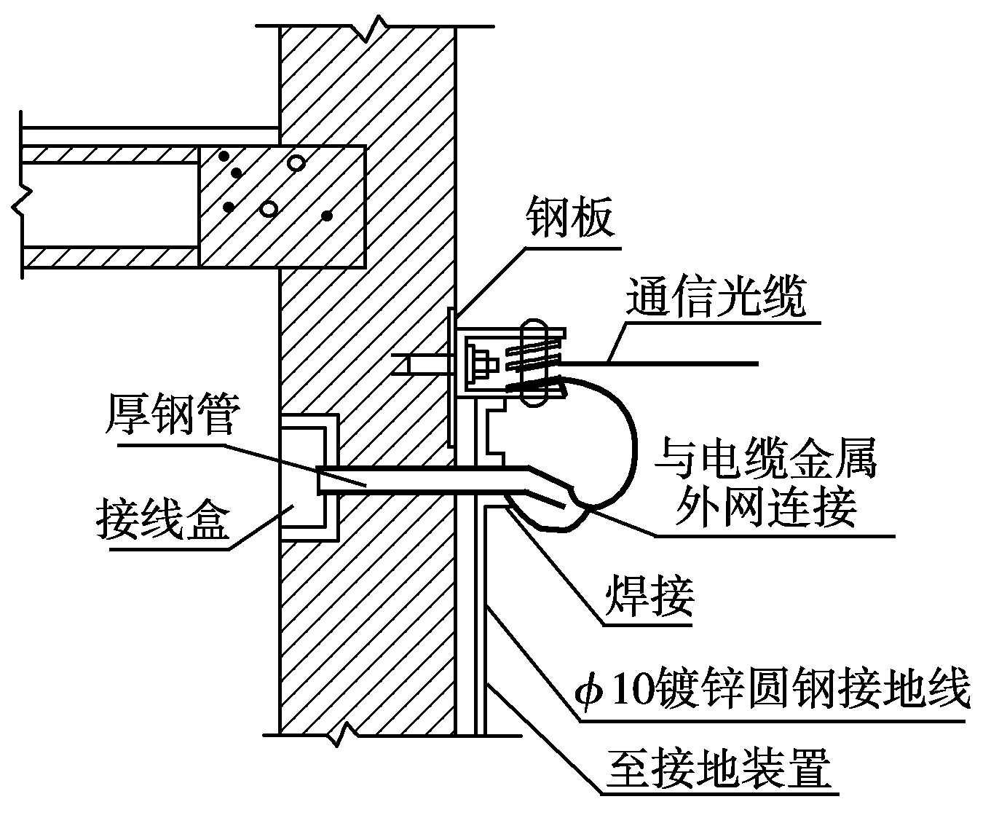 钢板
通信光缆
厚钢管
与电缆金属
外网连接
接线盒
焊接
ϕ10镀锌圆钢接地线
至接地装置